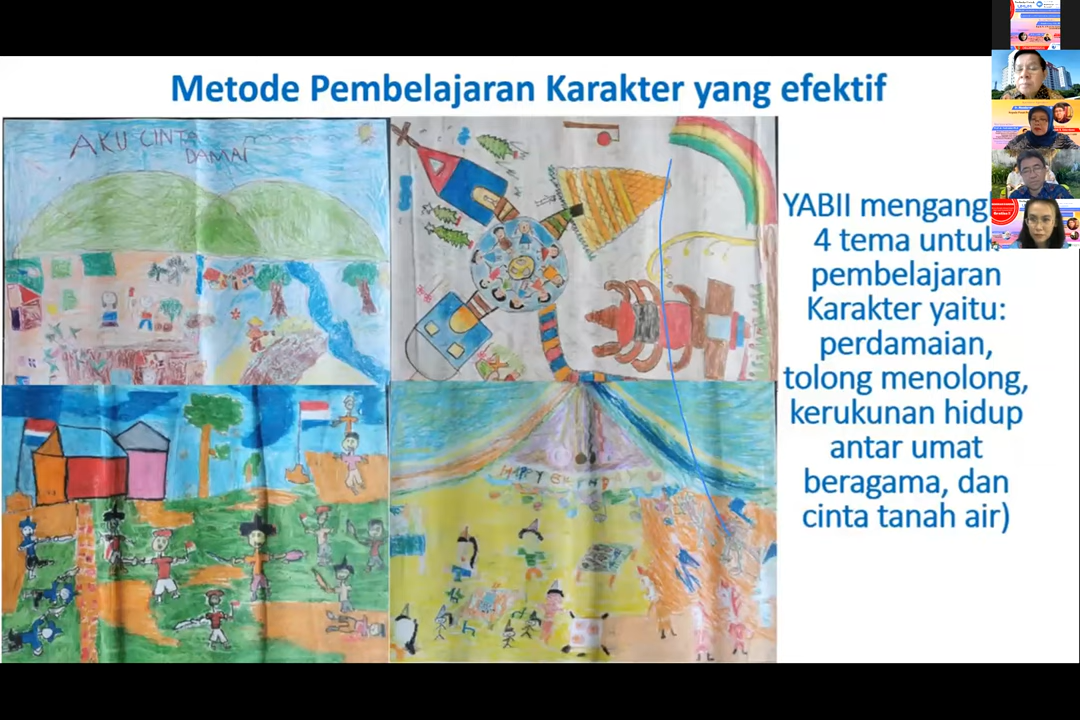 Metode Pembelajaran Karakter yang efektif
AKU CINTA
DAMAI
HAPPY
YABII mengang
4 tema untuk
pembelajaran
Karakter yaitu:
perdamaian,
tolong menolong,
kerukunan hidup
antar umat
beragama, dan
cinta tanah air)